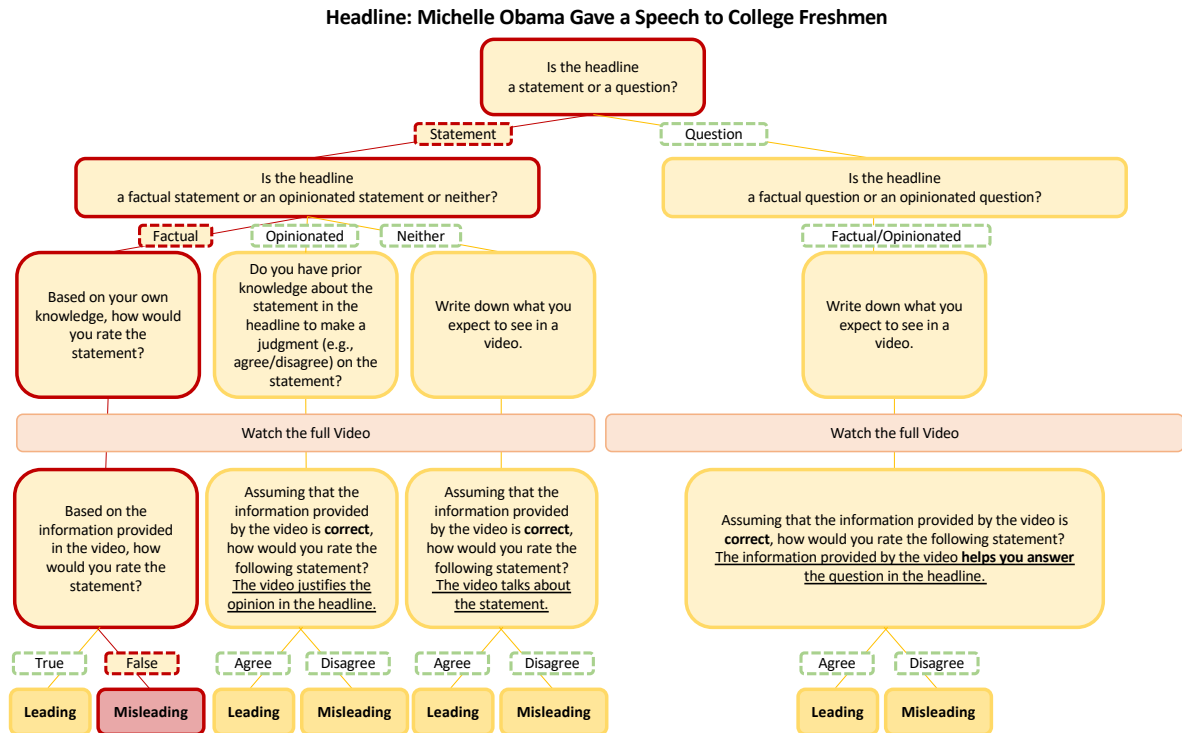 Headline: Michelle Obama Gave a Speech to College Freshmen
Is the headline
a statement or a question?
Statement
Question
Is the headline
a factual statement or an opinionated statement or neither?
Is the headline
a factual question or an opinionated question?
Factual
Opinionated
Neither
Factual/Opinionated
Based on your own
knowledge, how would
you rate the
statement?
Do you have prior
knowledge about the
statement in the
headline to make a
judgment (e.g.,
agree/disagree) on the
statement?
Write down what you
expect to see in a
video.
Write down what you
expect to see in a
video.
Watch the full Video
Watch the full Video
Based on the
information provided
in the video, how
would you rate the
statement?
Assuming that the
information provided
by the video is correct,
how would you rate the
following statement?
The video justifies the
opinion in the headline.
Assuming that the
information provided
by the video is correct,
how would you rate the
following statement?
The video talks about
the statement.
Assuming that the information provided by the video is
correct, how would you rate the following statement?
The information provided by the video helps you answer
the question in the headline.
True
False
Agree
Disagree
Agree
Disagree
Agree
Disagree
Leading
Misleading
Leading
Misleading
Leading
Misleading
Leading
Misleading